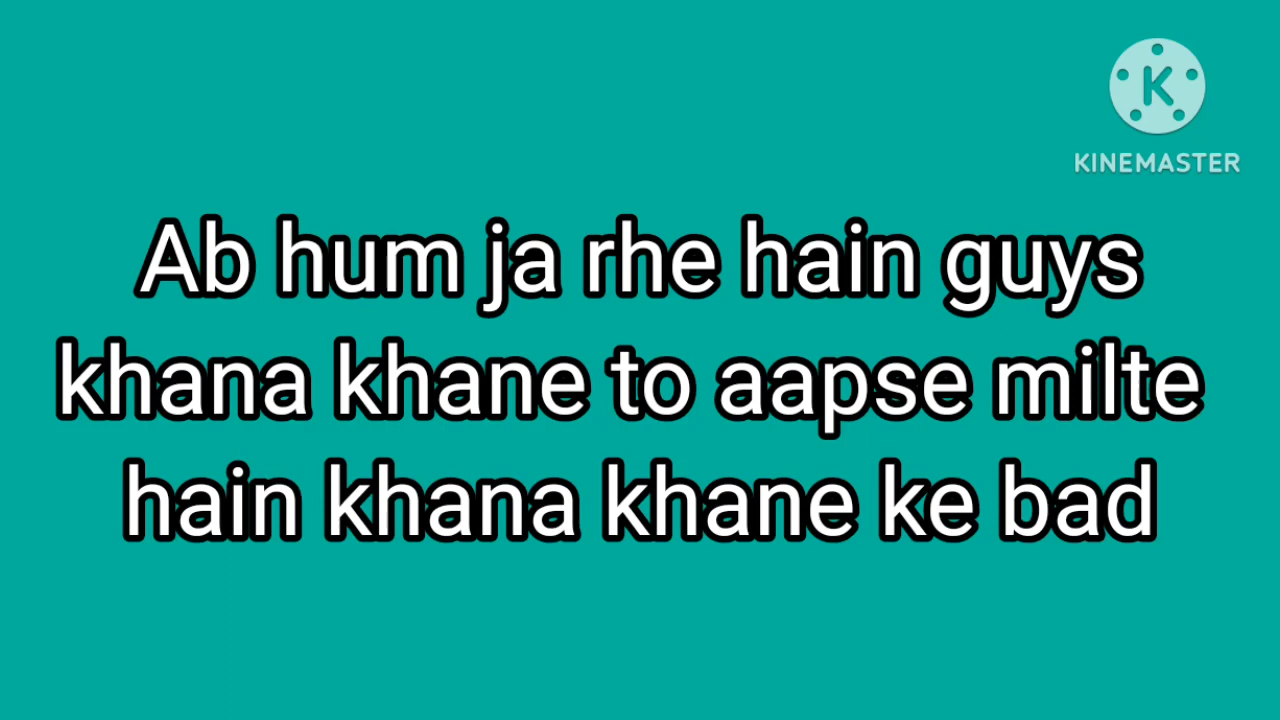 K
KINEMASTER
Ab hum ja rhe hain guys
khana khane to aapse milte
hain khana khane ke bad